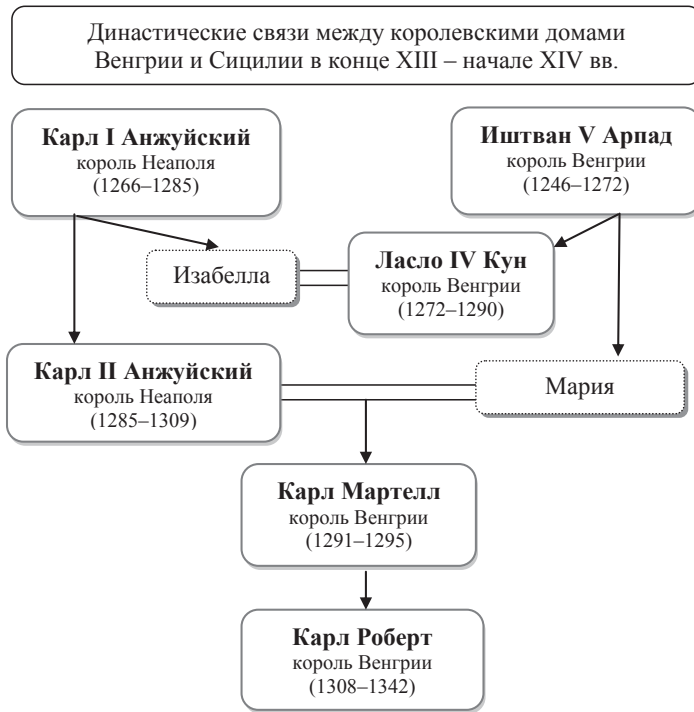 Династические связи между королевскими домами
Венгрии и Сицилии в конце XIII – начале XIV вв.
Карл I Анжуйский
король Неаполя
(1266–1285)
Иштван V Арпад
король Венгрии
(1246–1272)
Изабелла
Ласло IV Кун
король Венгрии
(1272–1290)
Карл II Анжуйский
король Неаполя
(1285–1309)
Мария
Карл Мартелл
король Венгрии
(1291–1295)
Карл Роберт
король Венгрии
(1308–1342)